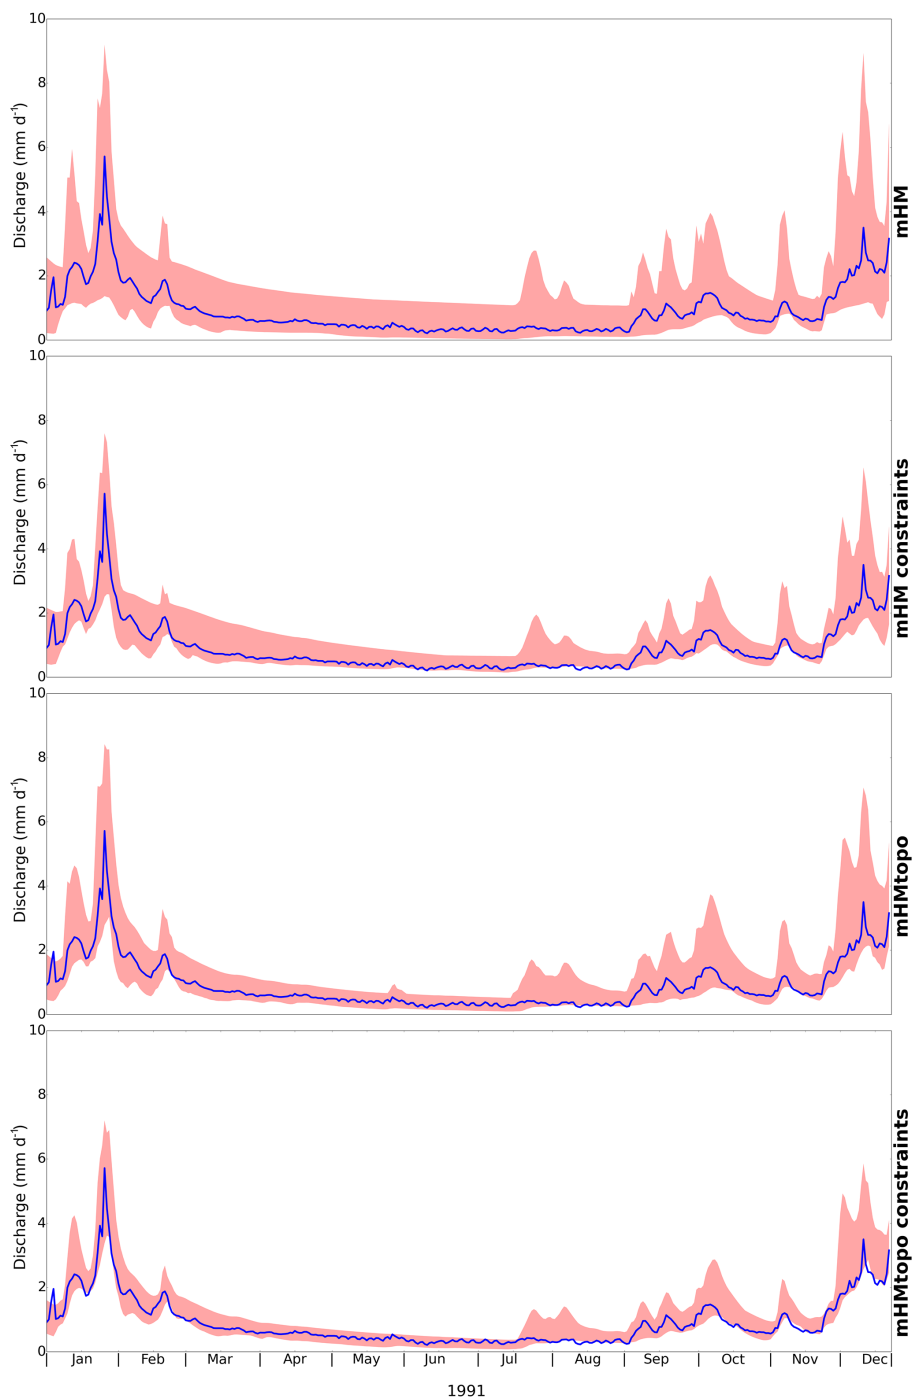 10
8
6
4
2
0
Discharge (mm d⁻¹)
mHM
10
8
6
4
2
0
Discharge (mm d⁻¹)
mHM constraints
10
8
6
4
2
0
Discharge (mm d⁻¹)
mHMtopo
10
8
6
4
2
0
Discharge (mm d⁻¹)
mHMtopo constraints
Jan Feb Mar Apr May Jun Jul Aug Sep Oct Nov Dec
1991